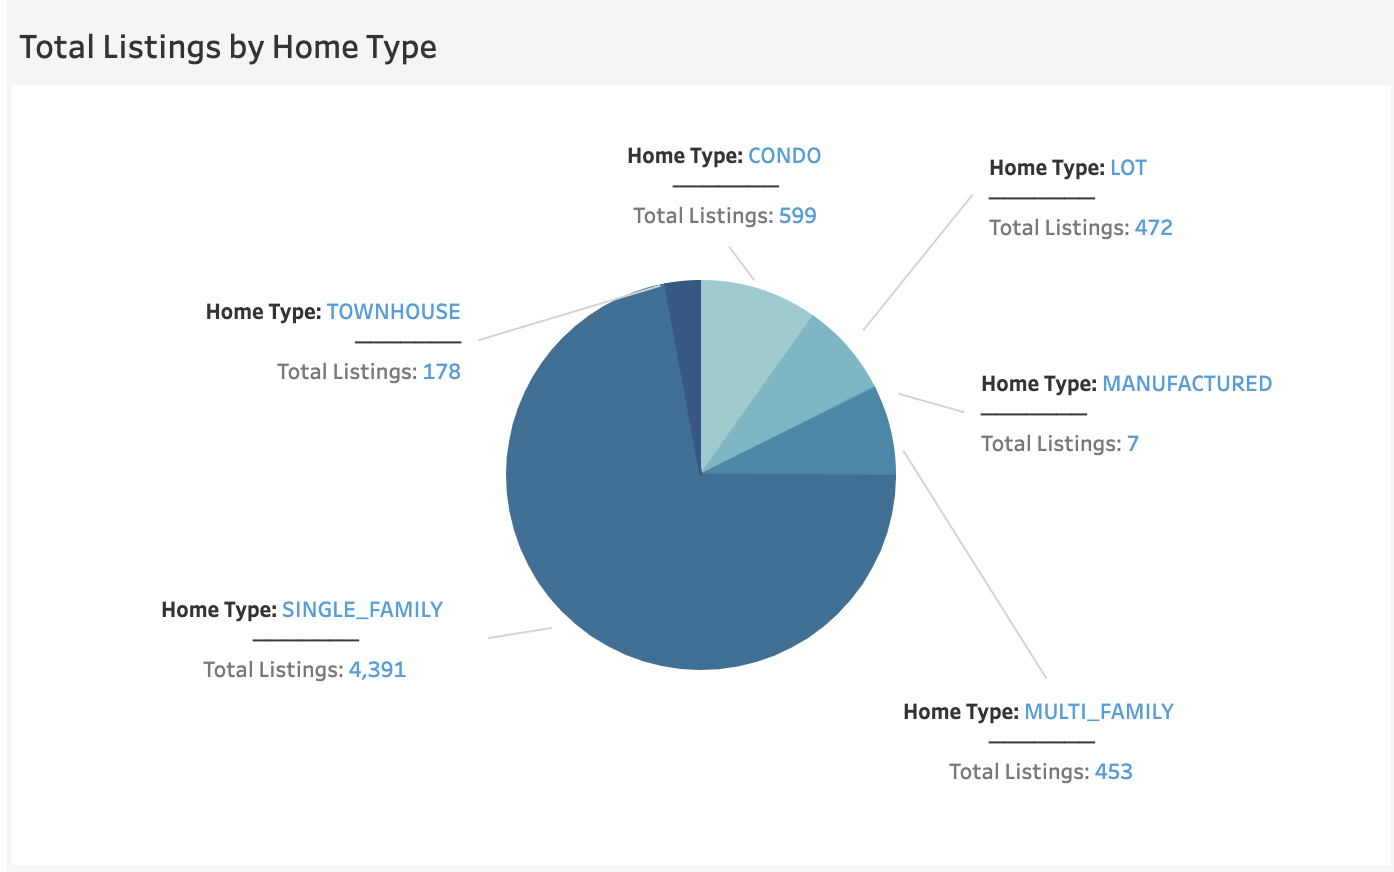 Total Listings by Home Type
Home Type: CONDO
Total Listings: 599
Home Type: LOT
Total Listings: 472
Home Type: TOWNHOUSE
Total Listings: 178
Home Type: MANUFACTURED
Total Listings: 7
Home Type: SINGLE_FAMILY
Total Listings: 4,391
Home Type: MULTI_FAMILY
Total Listings: 453